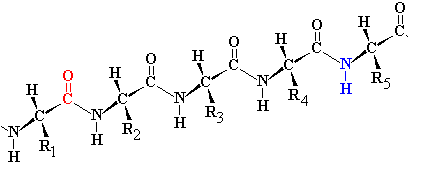 O
H O H C
H O C C
O C N
H O C N R5
H C C H
N C C H R4
N C H R3
N H R2 R1
H